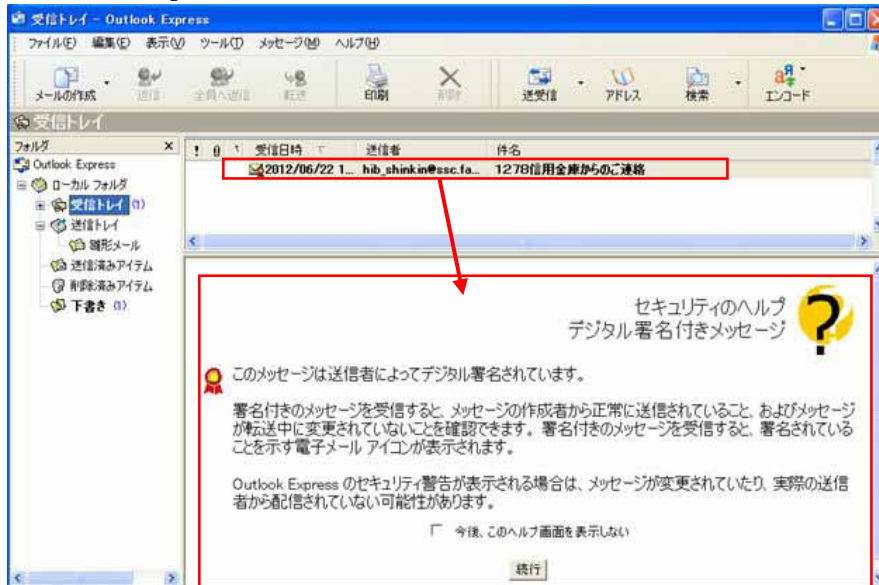 受信トレイ - Outlook Express
ファイル(F) 編集(E) 表示(V) ツール(T) メッセージ(M) ヘルプ(H)
メールの作成 返信 全員へ返信 転送 印刷 削除 送受信 アドレス 検索 エンコード
受信トレイ
フォルダ ×
! 受信日時 送信者 件名
Outlook Express
ローカル フォルダ
受信トレイ (1)
送信トレイ
雛形メール
送信済みアイテム
削除済みアイテム
下書き (1)
2012/06/22 1... hib_shinkin@ssc.fa... 1278信用金庫からのご連絡
セキュリティのヘルプ
デジタル署名付きメッセージ
このメッセージは送信者によってデジタル署名されています。
署名付きのメッセージを受信すると、メッセージの作成者から正常に送信されていること、およびメッセージ
が転送中に変更されていないことを確認できます。署名付きのメッセージを受信すると、署名されている
ことを示す電子メール アイコンが表示されます。
Outlook Express のセキュリティ警告が表示される場合は、メッセージが変更されていたり、実際の送信
者から配信されていない可能性があります。
今後、このヘルプ画面を表示しない
続行